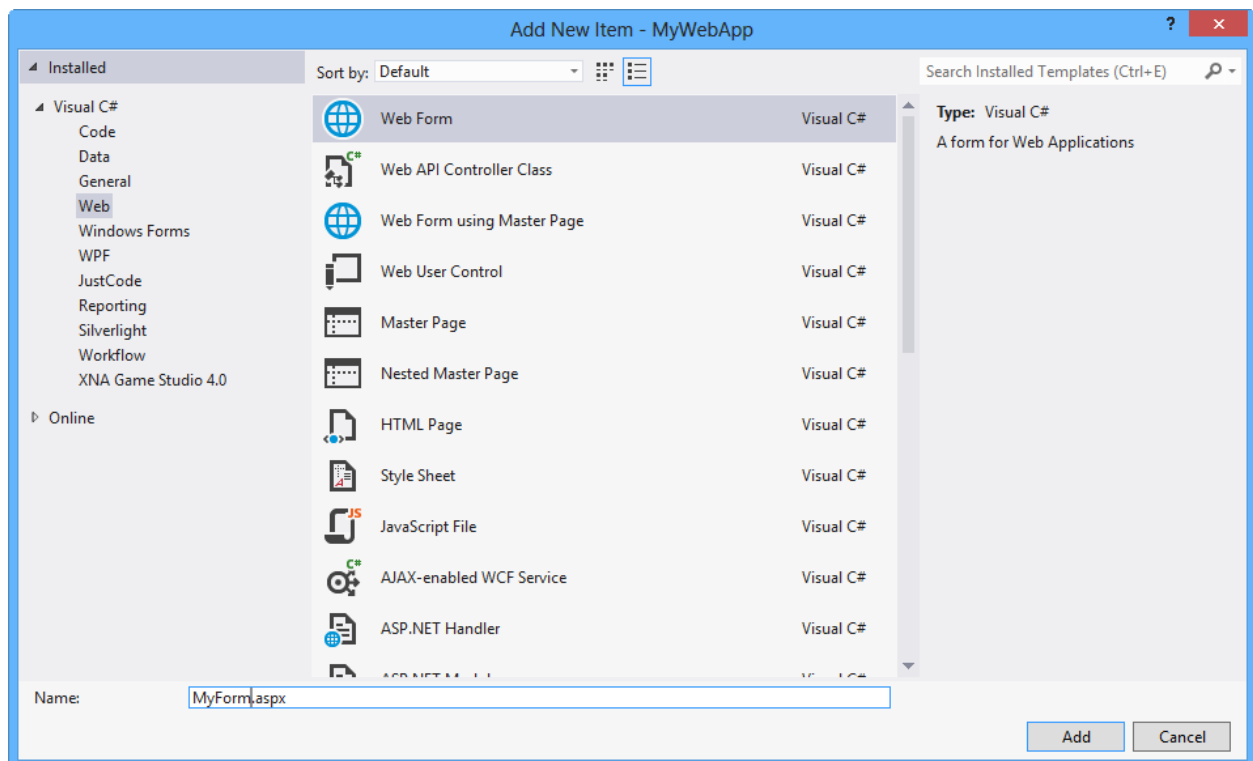 Add New Item - MyWebApp
?
Installed
Sort by: Default
Search Installed Templates (Ctrl+E)
Visual C#
Code
Data
General
Web
Windows Forms
WPF
JustCode
Reporting
Silverlight
Workflow
XNA Game Studio 4.0
Online
Web Form Visual C#
C# Web API Controller Class Visual C#
Web Form using Master Page Visual C#
Web User Control Visual C#
Master Page Visual C#
Nested Master Page Visual C#
HTML Page Visual C#
Style Sheet Visual C#
JS JavaScript File Visual C#
C# AJAX-enabled WCF Service Visual C#
ASP.NET Handler Visual C#
Type: Visual C#
A form for Web Applications
Name: MyForm.aspx
Add Cancel